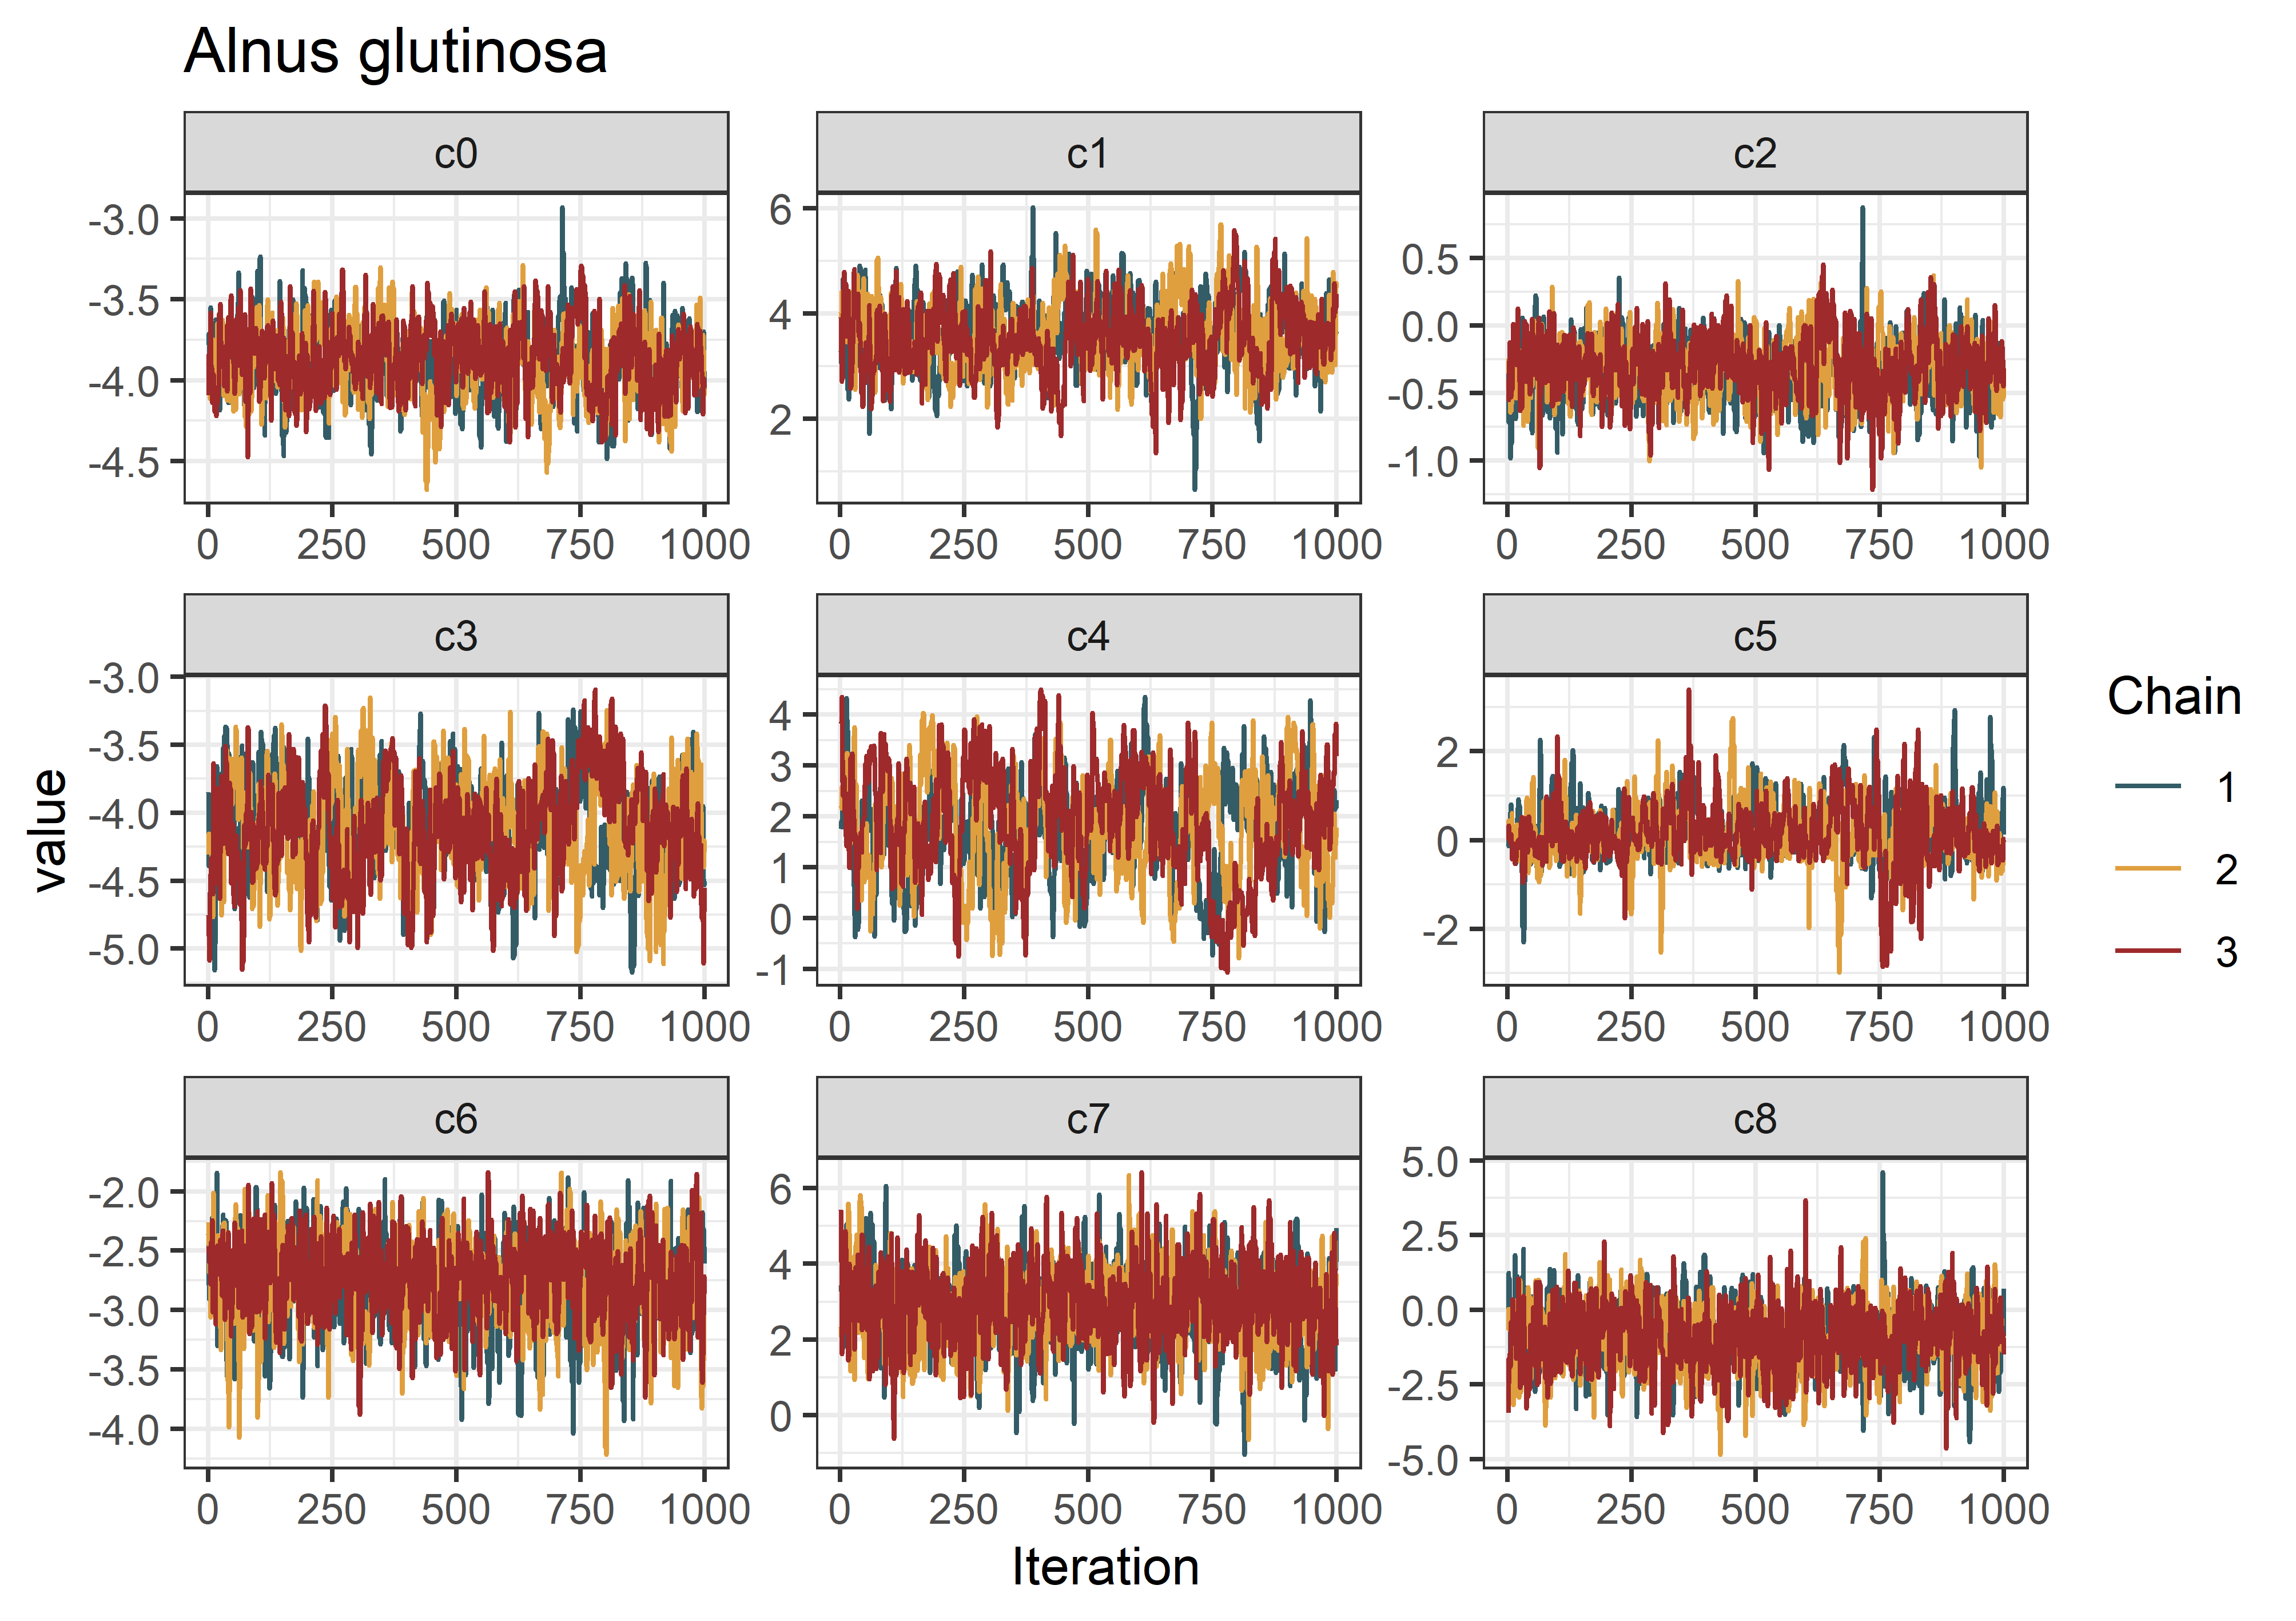 Alnus glutinosa
c0 c1 c2
-3.0 -3.5 -4.0 -4.5
6 4 2
0.5 0.0 -0.5 -1.0
0 250 500 750 1000 0 250 500 750 1000 0 250 500 750 1000
c3 c4 c5
-3.0 -3.5 -4.0 -4.5 -5.0
4 3 2 1 0 -1
2 0 -2
0 250 500 750 1000 0 250 500 750 1000 0 250 500 750 1000
c6 c7 c8
-2.0 -2.5 -3.0 -3.5 -4.0
6 4 2 0
5.0 2.5 0.0 -2.5 -5.0
0 250 500 750 1000 0 250 500 750 1000 0 250 500 750 1000
value
Iteration
Chain
1
2
3